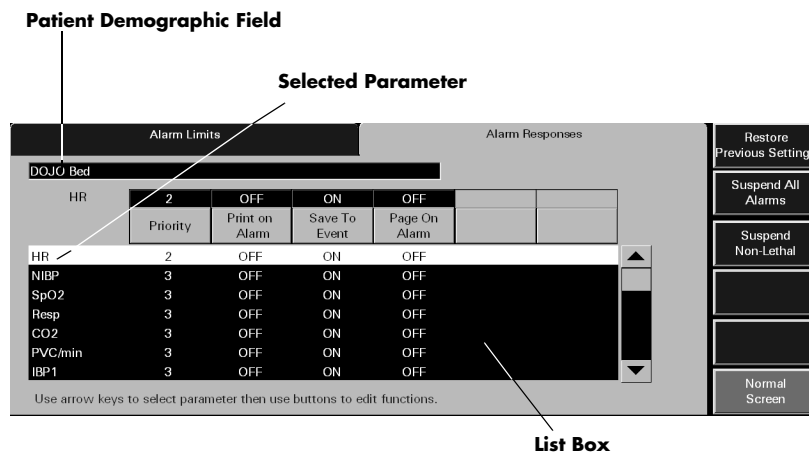 Patient Demographic Field
Selected Parameter
Alarm Limits
Alarm Responses
DOJO Bed
HR 2 OFF ON OFF
Priority Print on Alarm Save To Event Page On Alarm
HR 2 OFF ON OFF
NIBP 3 OFF ON OFF
SpO2 3 OFF ON OFF
Resp 3 OFF ON OFF
CO2 3 OFF ON OFF
PVC/min 3 OFF ON OFF
IBP1 3 OFF ON OFF
Use arrow keys to select parameter then use buttons to edit functions.
Restore
Previous Setting
Suspend All
Alarms
Suspend
Non-Lethal
Normal
Screen
List Box